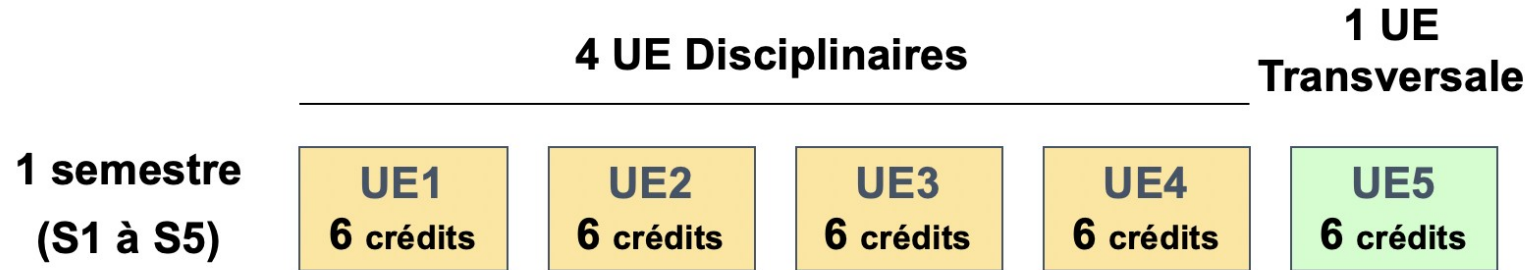 4 UE Disciplinaires
1 UE
Transversale
1 semestre
(S1 à S5)
UE1
6 crédits
UE2
6 crédits
UE3
6 crédits
UE4
6 crédits
UE5
6 crédits